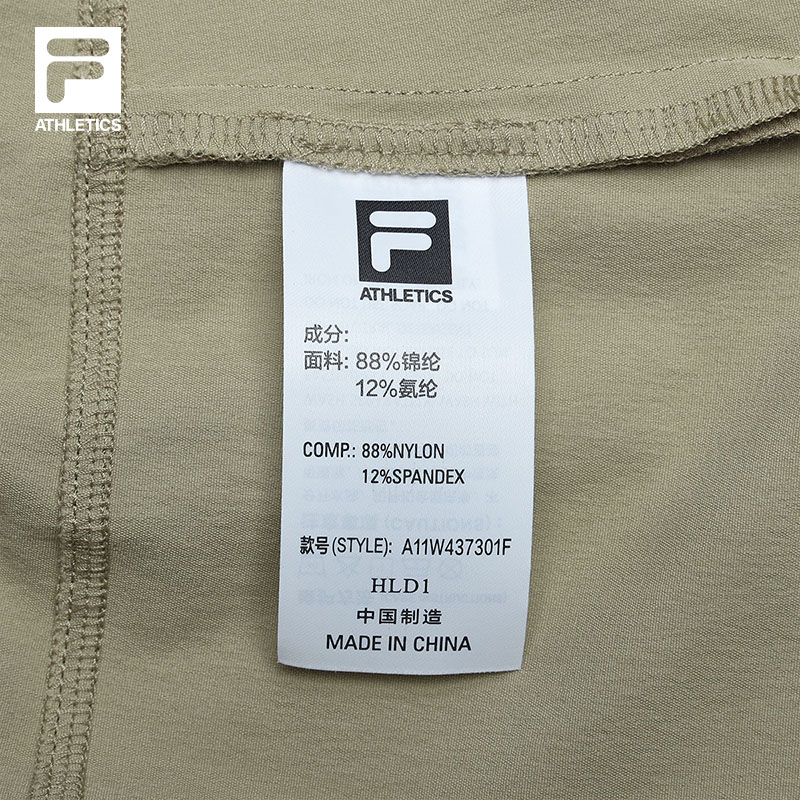 ATHLETICS
ATHLETICS
成分:
面料: 88%锦纶
12%氨纶
COMP.: 88%NYLON
12%SPANDEX
款号(STYLE): A11W437301F
HLD1
中国制造
MADE IN CHINA